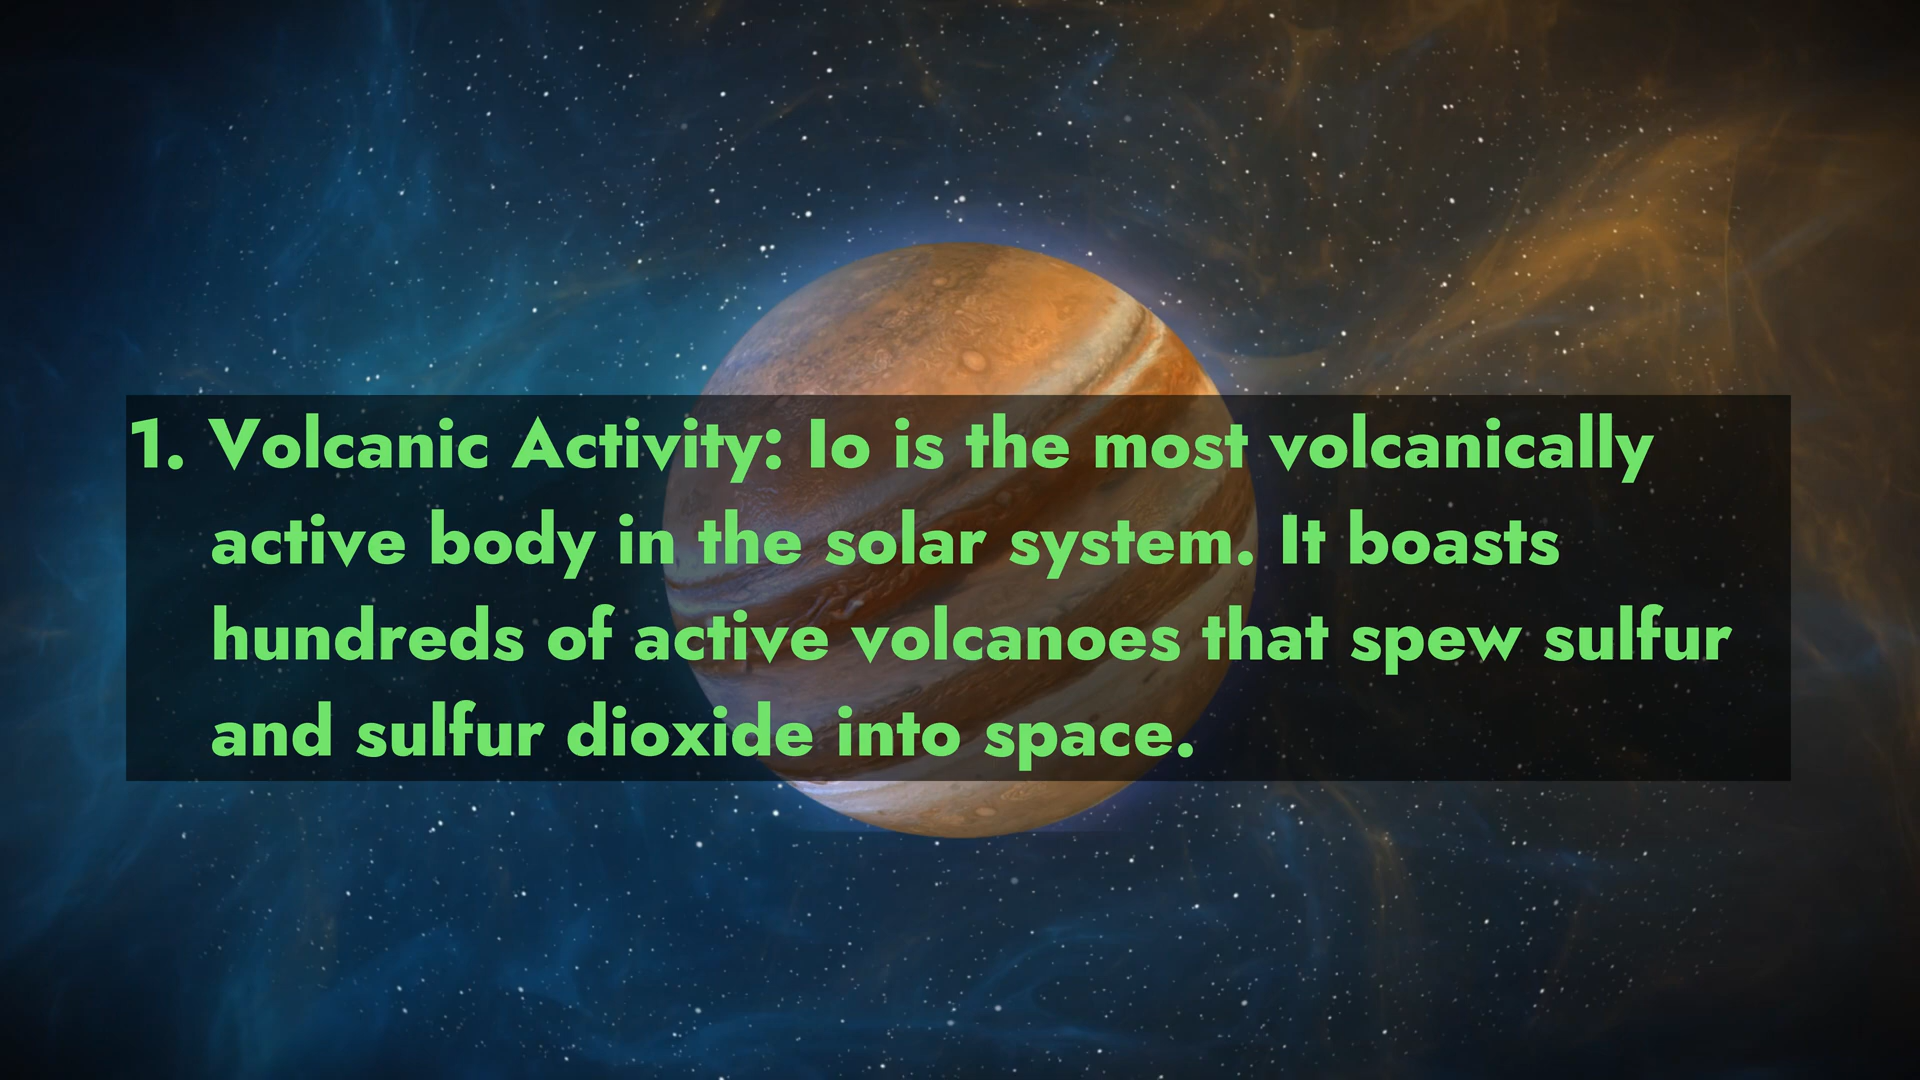 1. Volcanic Activity: Io is the most volcanically
active body in the solar system. It boasts
hundreds of active volcanoes that spew sulfur
and sulfur dioxide into space.